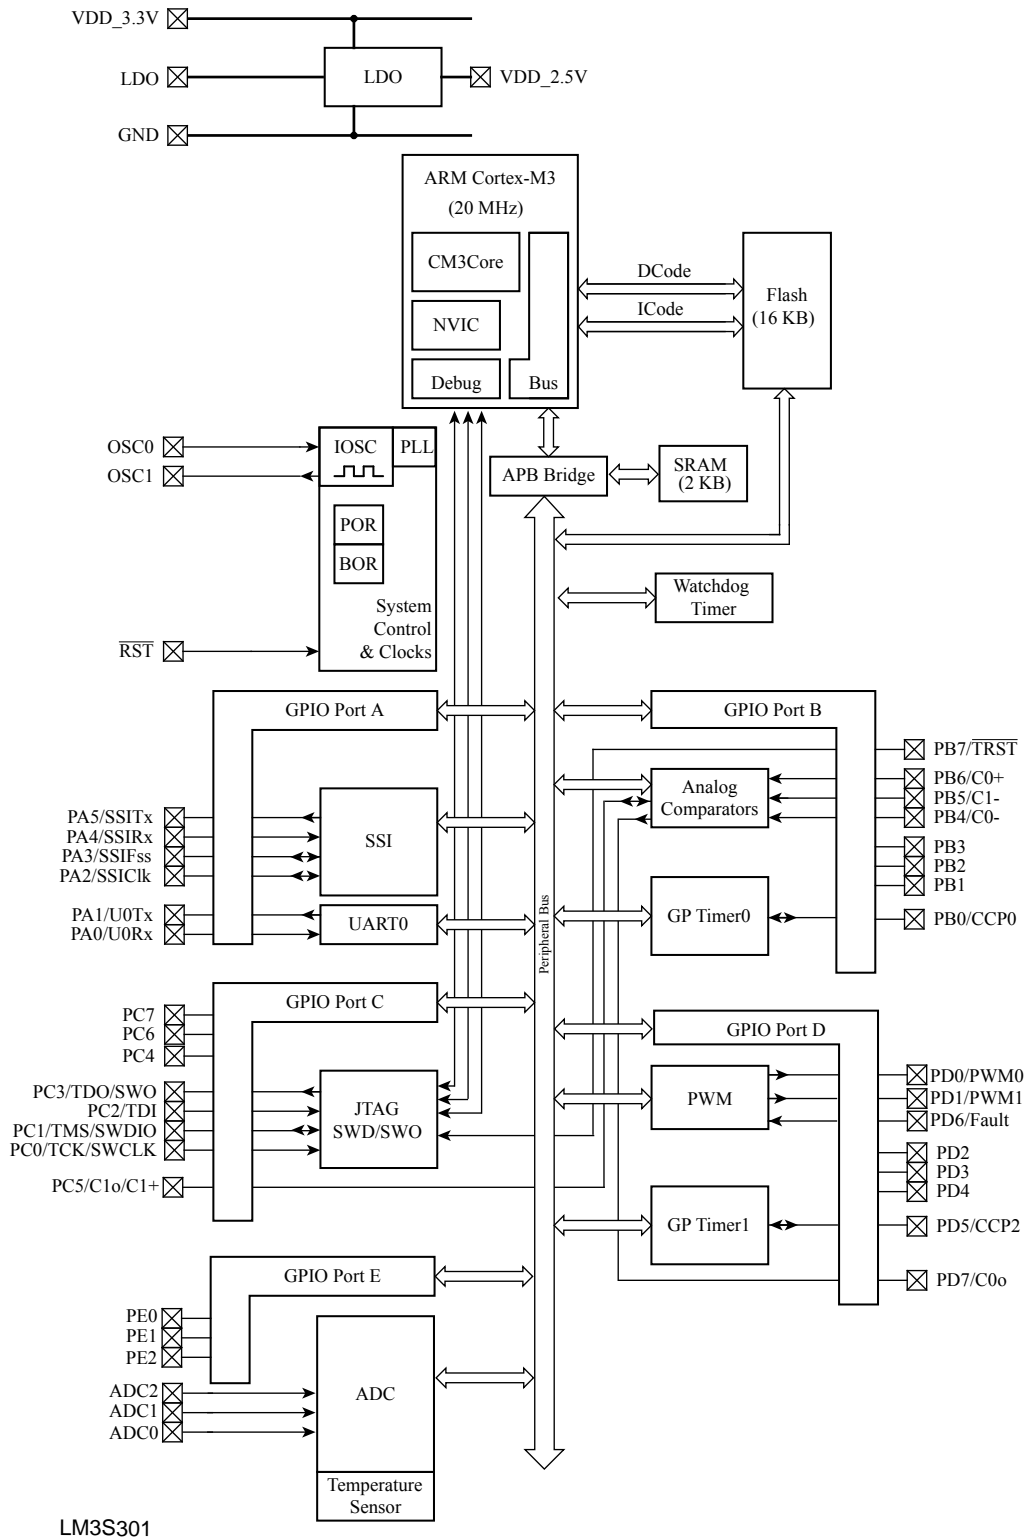 VDD_3.3V
LDO
LDO
VDD_2.5V
GND
ARM Cortex-M3
(20 MHz)
CM3Core
NVIC
Debug
Bus
DCode
ICode
Flash
(16 KB)
OSC0
OSC1
IOSC
PLL
POR
BOR
System
Control
& Clocks
RST
APB Bridge
SRAM
(2 KB)
Watchdog
Timer
GPIO Port A
PA5/SSITx
PA4/SSIRx
PA3/SSIFss
PA2/SSIClk
SSI
PA1/U0Tx
PA0/U0Rx
UART0
Peripheral Bus
GPIO Port B
PB7/TRST
Analog
Comparators
PB6/C0+
PB5/C1-
PB4/C0-
PB3
PB2
PB1
GP Timer0
PB0/CCP0
GPIO Port C
PC7
PC6
PC4
PC3/TDO/SWO
PC2/TDI
PC1/TMS/SWDIO
PC0/TCK/SWCLK
JTAG
SWD/SWO
PC5/C1o/C1+
GPIO Port D
PWM
PD0/PWM0
PD1/PWM1
PD6/Fault
PD2
PD3
PD4
GP Timer1
PD5/CCP2
PD7/C0o
GPIO Port E
PE0
PE1
PE2
ADC2
ADC1
ADC0
ADC
Temperature
Sensor
LM3S301